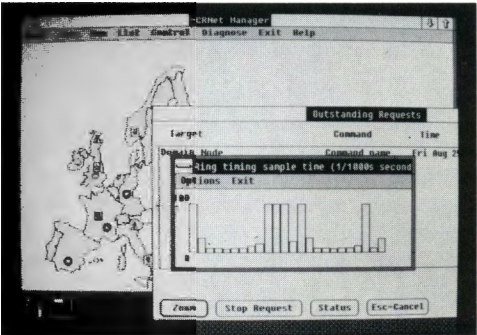 -CRNet Manager
List Control Diagnose Exit Help
Outstanding Requests
Target Command Time
Domain Node Command name Fri Aug 2
Ring timing sample time (1/1000s second
Options Exit
100
0
Zoom Stop Request Status Esc-Cancel